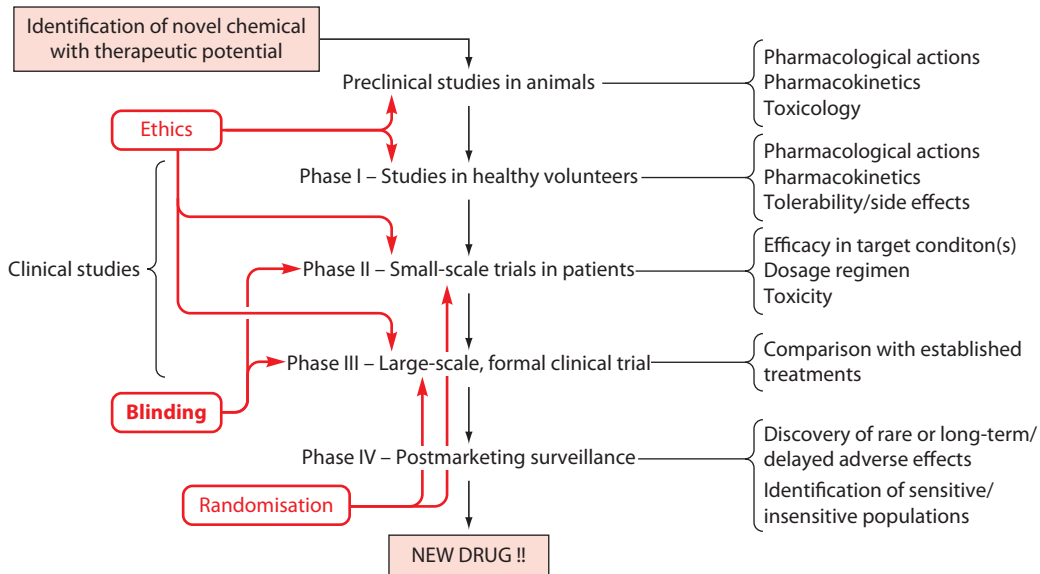 Identification of novel chemical
with therapeutic potential
Preclinical studies in animals
Pharmacological actions
Pharmacokinetics
Toxicology
Ethics
Phase I – Studies in healthy volunteers
Pharmacological actions
Pharmacokinetics
Tolerability/side effects
Clinical studies
Phase II – Small-scale trials in patients
Efficacy in target conditon(s)
Dosage regimen
Toxicity
Phase III – Large-scale, formal clinical trial
Comparison with established
treatments
Blinding
Phase IV – Postmarketing surveillance
Discovery of rare or long-term/
delayed adverse effects
Identification of sensitive/
insensitive populations
Randomisation
NEW DRUG !!